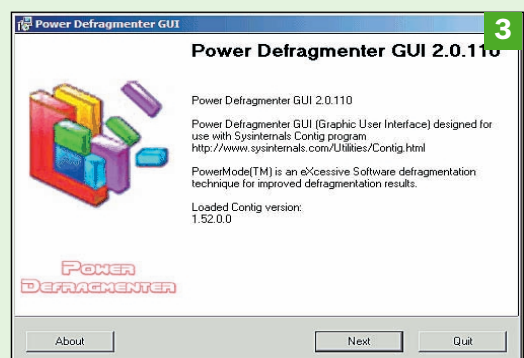 Power Defragmenter GUI
3
Power Defragmenter GUI 2.0.110
Power Defragmenter GUI 2.0.110
Power Defragmenter GUI (Graphic User Interface) designed for
use with Sysinternals Contig program
http://www.sysinternals.com/Utilities/Contig.html
PowerMode(TM) is an eXcessive Software defragmentation
technique for improved defragmentation results.
Loaded Contig version:
1.52.0.0
Power
Defragmenter
About
Next
Quit